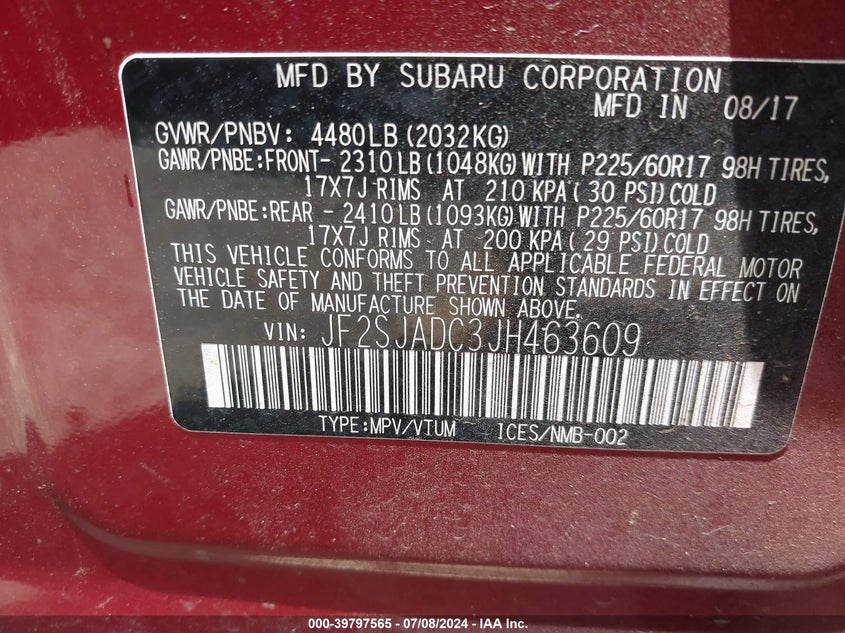 MFD BY SUBARU CORPORATION
MFD IN 08/17
GVWR/PNBV: 4480LB(2032KG)
GAWR/PNBE:FRONT- 2310LB(1048KG)WITH P225/60R17 98H TIRES,
17X7J RIMS AT 210 KPA(30 PSI)COLD
GAWR/PNBE:REAR - 2410LB(1093KG)WITH P225/60R17 98H TIRES,
17X7J RIMS AT 200 KPA(29 PSI)COLD
THIS VEHICLE CONFORMS TO ALL APPLICABLE FEDERAL MOTOR
VEHICLE SAFETY AND THEFT PREVENTION STANDARDS IN EFFECT ON
THE DATE OF MANUFACTURE SHOWN ABOVE.
VIN: JF2SJADC3JH463609
TYPE:MPV/VTUM ICES/NMB-002
000-39797565 - 07/08/2024 - IAA Inc.